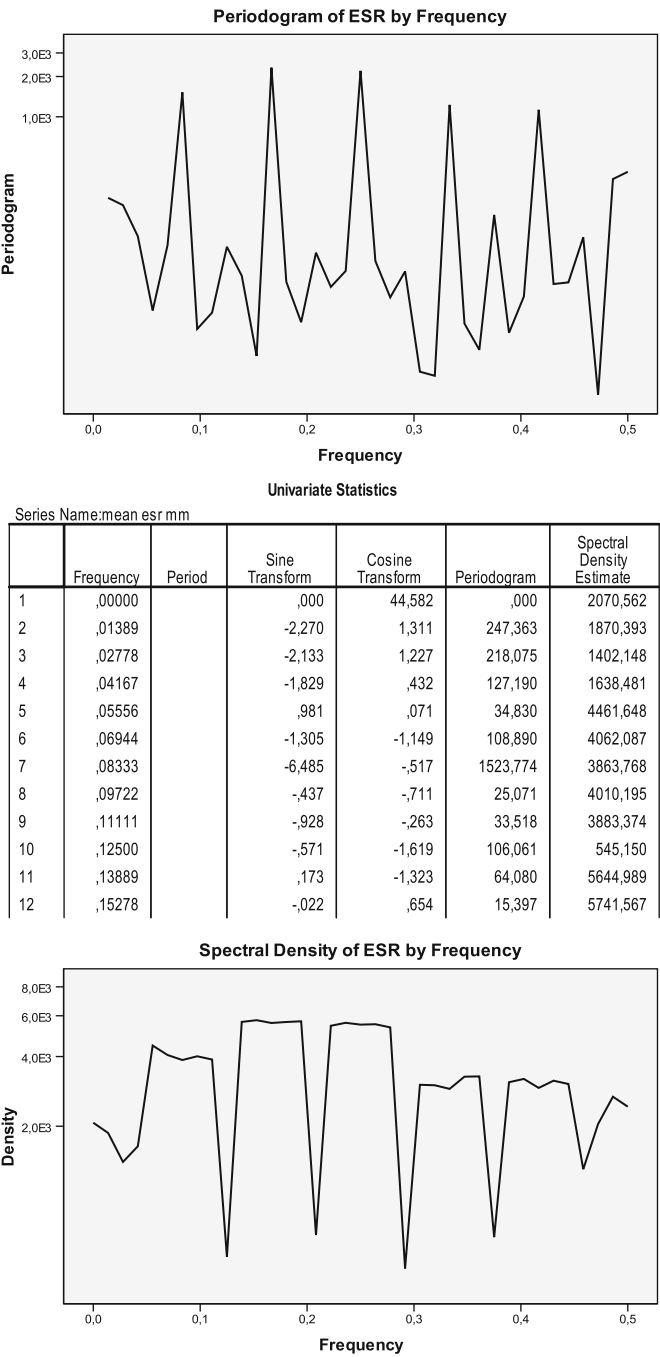 Periodogram of ESR by Frequency
3,0E3
2,0E3
1,0E3
Periodogram
0,0 0,1 0,2 0,3 0,4 0,5
Frequency
Univariate Statistics
Series Name:mean esr mm
Frequency Period Sine Transform Cosine Transform Periodogram Spectral Density Estimate
1 ,00000 ,000 44,582 ,000 2070,562
2 ,01389 -2,270 1,311 247,363 1870,393
3 ,02778 -2,133 1,227 218,075 1402,148
4 ,04167 -1,829 ,432 127,190 1638,481
5 ,05556 ,981 ,071 34,830 4461,648
6 ,06944 -1,305 -1,149 108,890 4062,087
7 ,08333 -6,485 -,517 1523,774 3863,768
8 ,09722 -,437 -,711 25,071 4010,195
9 ,11111 -,928 -,263 33,518 3883,374
10 ,12500 -,571 -1,619 106,061 545,150
11 ,13889 ,173 -1,323 64,080 5644,989
12 ,15278 -,022 ,654 15,397 5741,567
Spectral Density of ESR by Frequency
8,0E3
6,0E3
4,0E3
2,0E3
Density
0,0 0,1 0,2 0,3 0,4 0,5
Frequency